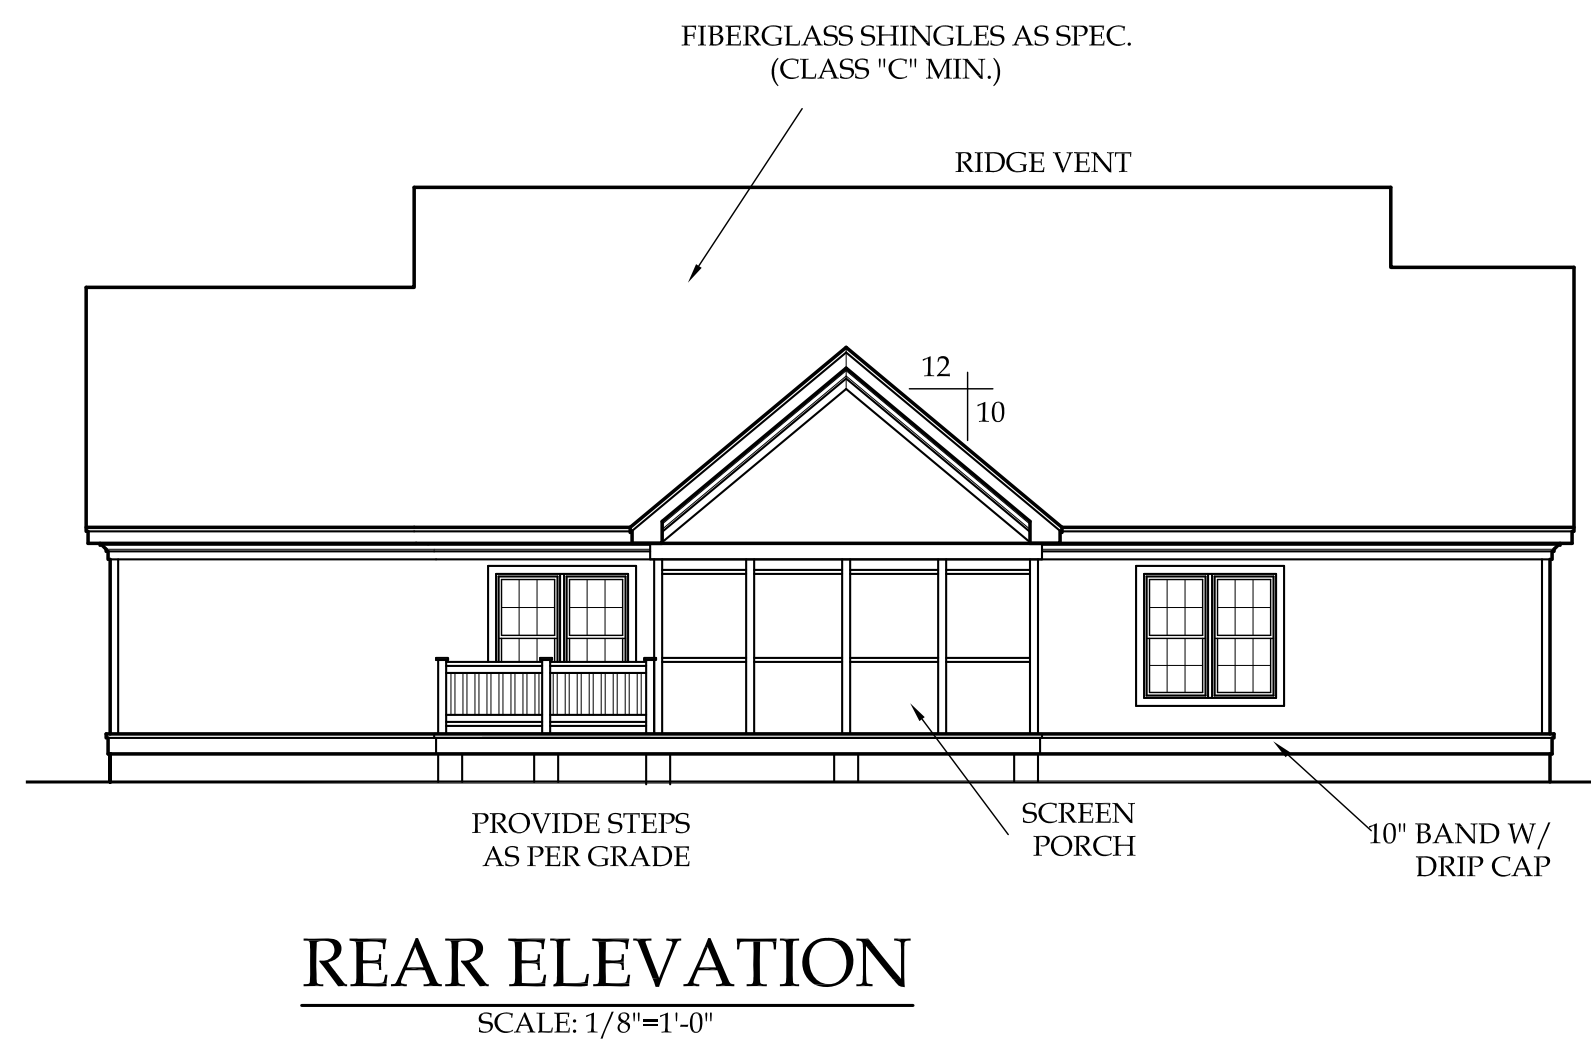 FIBERGLASS SHINGLES AS SPEC.
(CLASS "C" MIN.)
RIDGE VENT
12
10
PROVIDE STEPS
AS PER GRADE
SCREEN
PORCH
10" BAND W/
DRIP CAP
REAR ELEVATION
SCALE: 1/8"=1'-0"